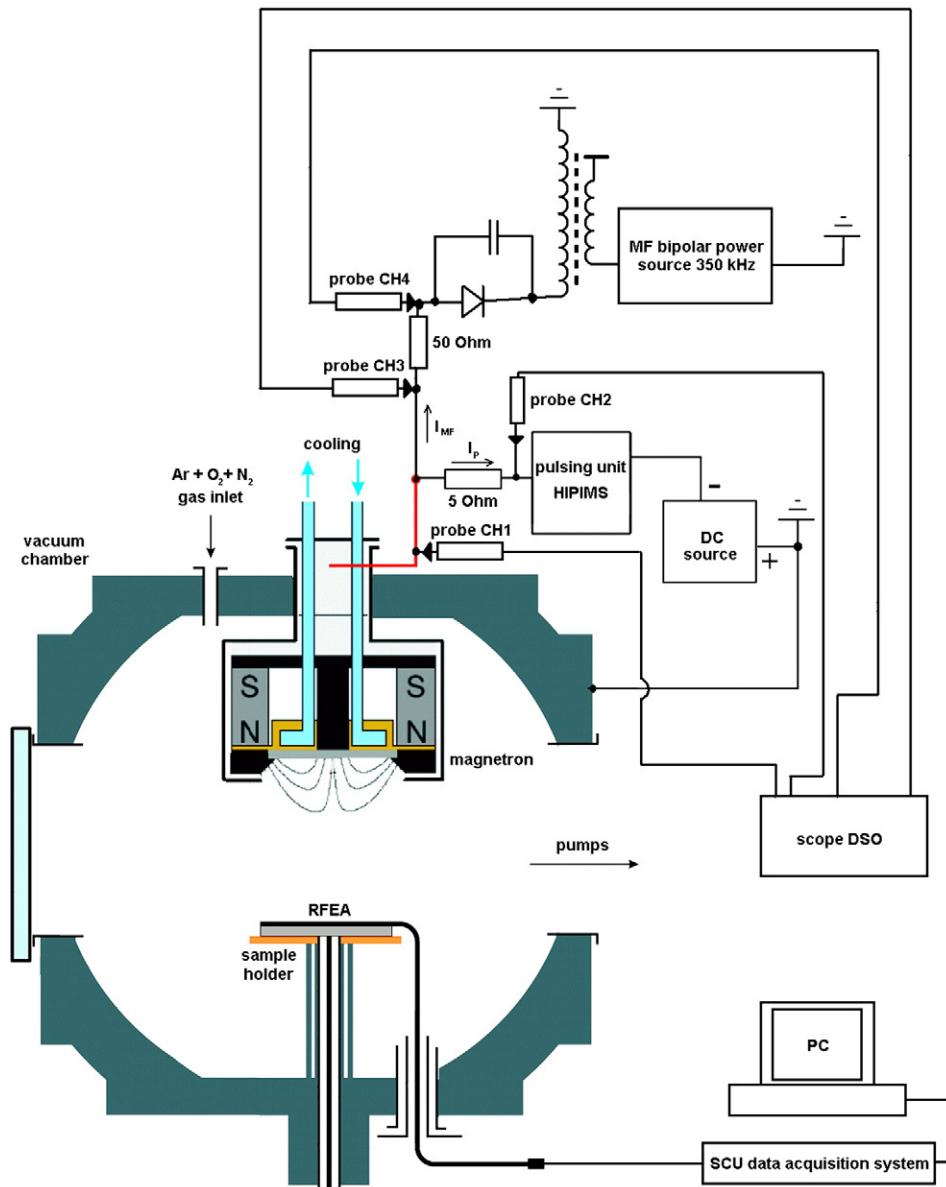 MF bipolar power
source 350 kHz
probe CH4
50 Ohm
probe CH3
probe CH2
I_MF
cooling
I_P
pulsing unit
HIPIMS
Ar + O₂ + N₂
gas inlet
5 Ohm
-
probe CH1
DC
source
+
vacuum
chamber
S
S
N
N
magnetron
scope DSO
pumps
RFEA
sample
holder
PC
SCU data acquisition system